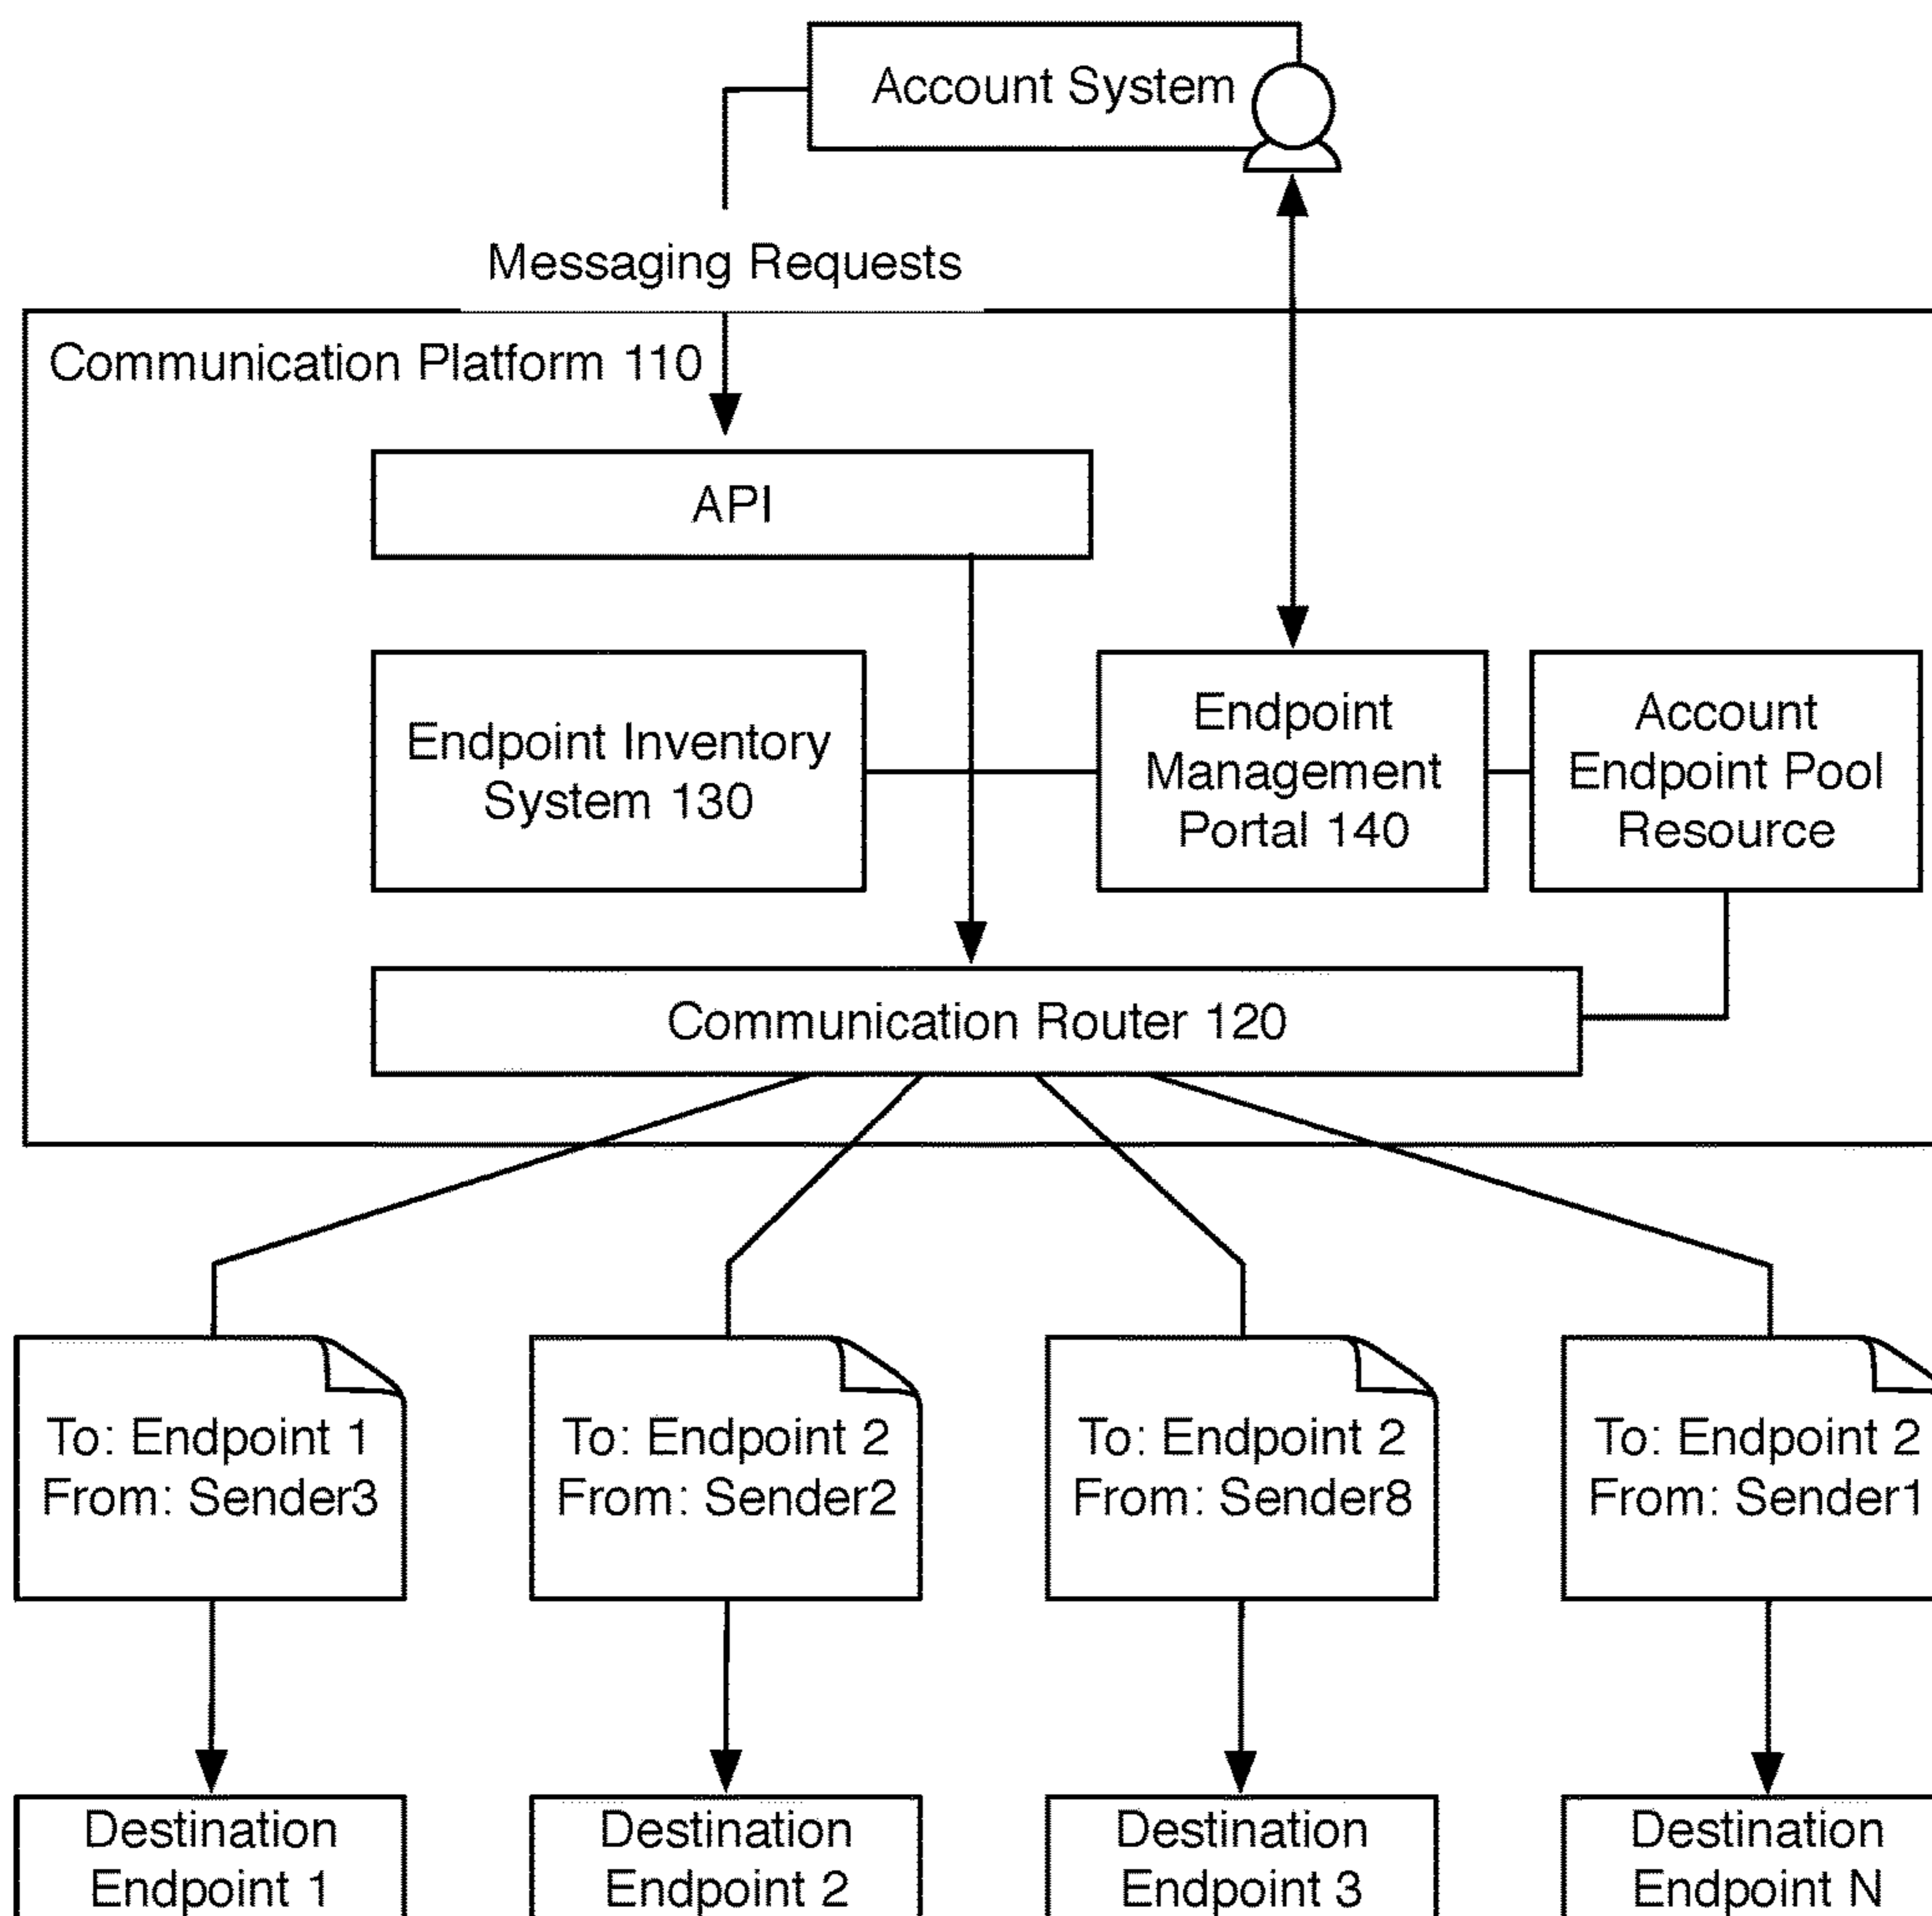 Account System
Messaging Requests
Communication Platform 110
API
Endpoint Inventory
System 130
Endpoint
Management
Portal 140
Account
Endpoint Pool
Resource
Communication Router 120
To: Endpoint 1
From: Sender3
To: Endpoint 2
From: Sender2
To: Endpoint 2
From: Sender8
To: Endpoint 2
From: Sender1
Destination
Endpoint 1
Destination
Endpoint 2
Destination
Endpoint 3
Destination
Endpoint N